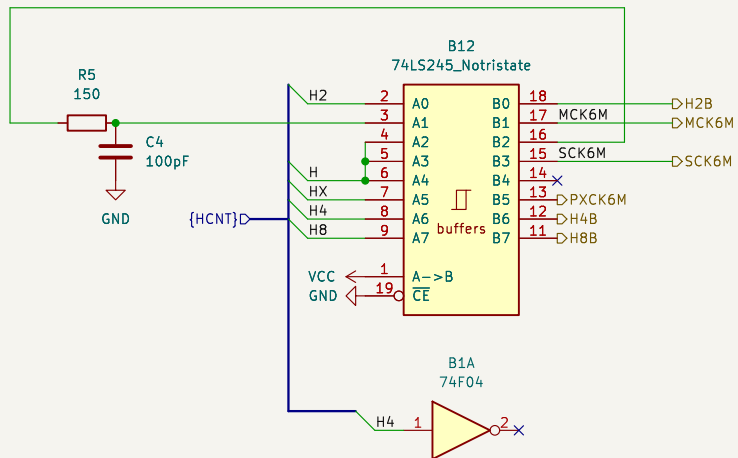 B12
74LS245_Notristate
R5
150
H2 2 A0 B0 18 H2B
3 A1 B1 17 MCK6M MCK6M
4 A2 B2 16
C4
100pF
5 A3 B3 15 SCK6M SCK6M
H 6 A4 B4 14
HX 7 A5 B5 13 PXCK6M
GND
{HCNT}
H4 8 A6 B6 12 H4B
buffers
H8 9 A7 B7 11 H8B
VCC 1 A->B
GND 19 CE
B1A
74F04
H4 1 2